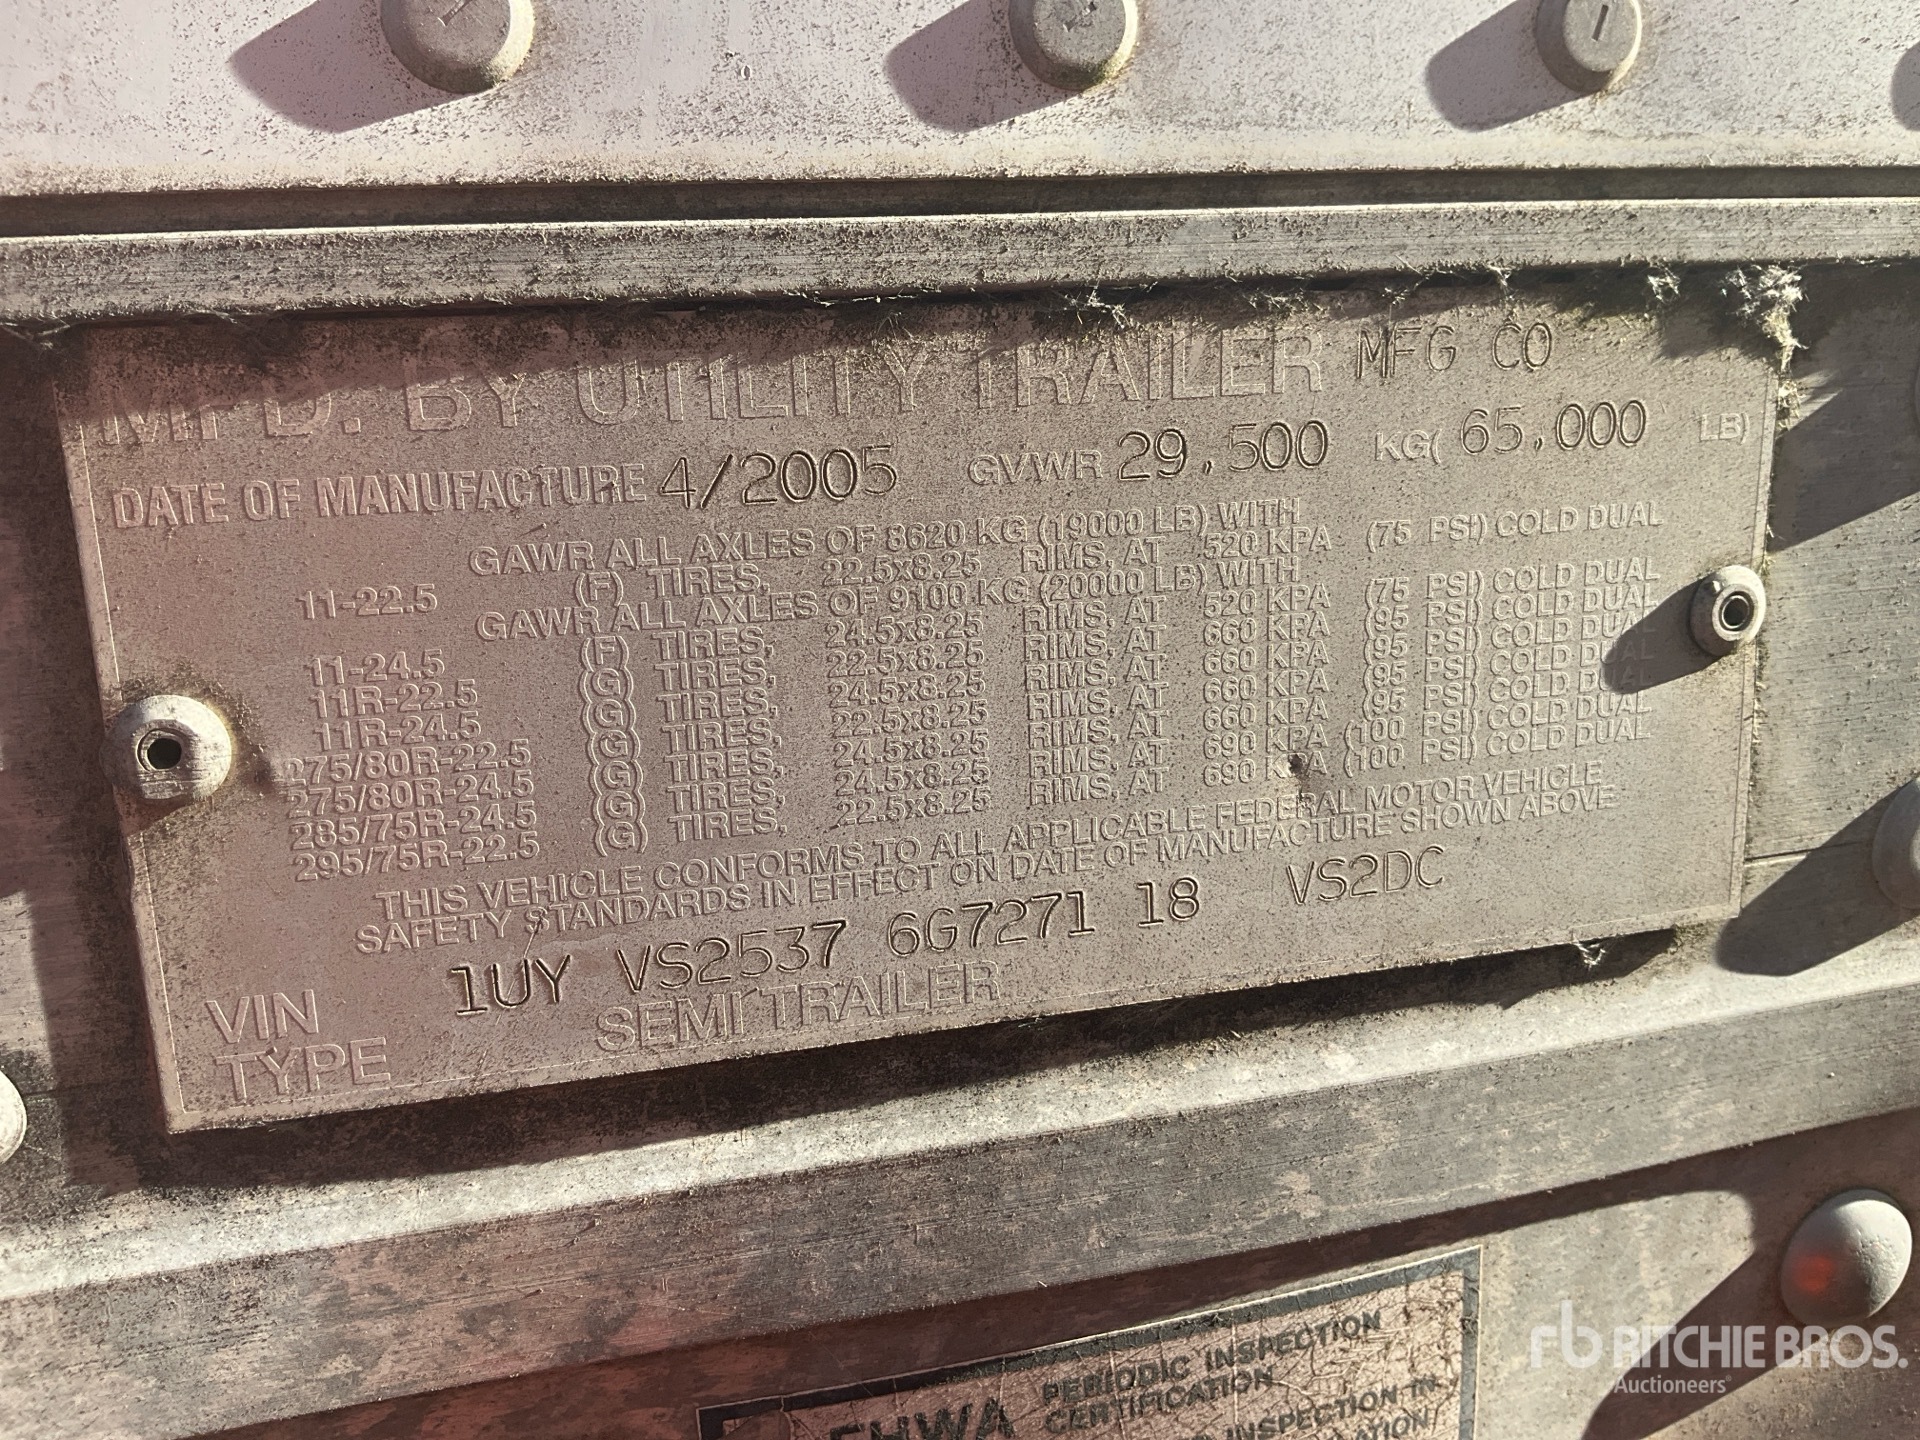 MFD. BY UTILITY TRAILER MFG CO
DATE OF MANUFACTURE 4/2005 GVWR 29,500 KG( 65,000 LB)
GAWR ALL AXLES OF 8620 KG (19000 LB) WITH
11-22.5 (F) TIRES, 22.5x8.25 RIMS, AT 520 KPA (75 PSI) COLD DUAL
GAWR ALL AXLES OF 9100 KG (20000 LB) WITH
11-24.5 (F) TIRES, 24.5x8.25 RIMS, AT 520 KPA (75 PSI) COLD DUAL
11R-22.5 (G) TIRES, 22.5x8.25 RIMS, AT 660 KPA (95 PSI) COLD DUAL
11R-24.5 (G) TIRES, 24.5x8.25 RIMS, AT 660 KPA (95 PSI) COLD DUAL
275/80R-22.5 (G) TIRES, 22.5x8.25 RIMS, AT 660 KPA (95 PSI) COLD DUAL
275/80R-24.5 (G) TIRES, 24.5x8.25 RIMS, AT 660 KPA (95 PSI) COLD DUAL
285/75R-24.5 (G) TIRES, 24.5x8.25 RIMS, AT 690 KPA (100 PSI) COLD DUAL
295/75R-22.5 (G) TIRES, 22.5x8.25 RIMS, AT 690 KPA (100 PSI) COLD DUAL
THIS VEHICLE CONFORMS TO ALL APPLICABLE FEDERAL MOTOR VEHICLE
SAFETY STANDARDS IN EFFECT ON DATE OF MANUFACTURE SHOWN ABOVE
VIN 1UY VS2537 6G7271 18 VS2DC
TYPE SEMI TRAILER
FHWA PERIODIC INSPECTION
CERTIFICATION
INSPECTION IN
rb RITCHIE BROS.
Auctioneers